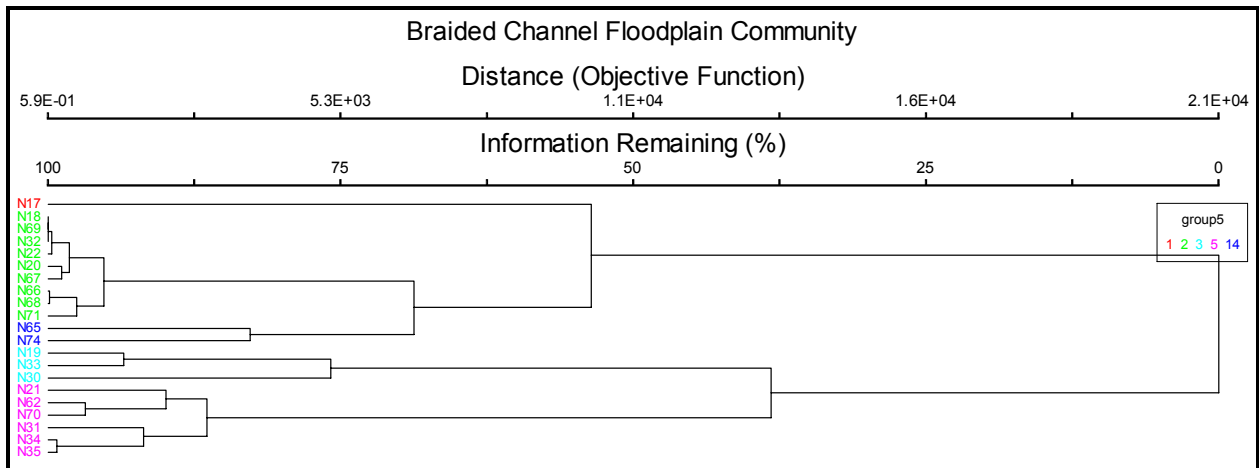 Braided Channel Floodplain Community
Distance (Objective Function)
5.9E-01 5.3E+03 1.1E+04 1.6E+04 2.1E+04
Information Remaining (%)
100 75 50 25 0
N17
N18
N69
N32
N22
N20
N67
N66
N68
N71
N65
N74
N19
N33
N30
N21
N62
N70
N31
N34
N35
group5
1 2 3 5 14